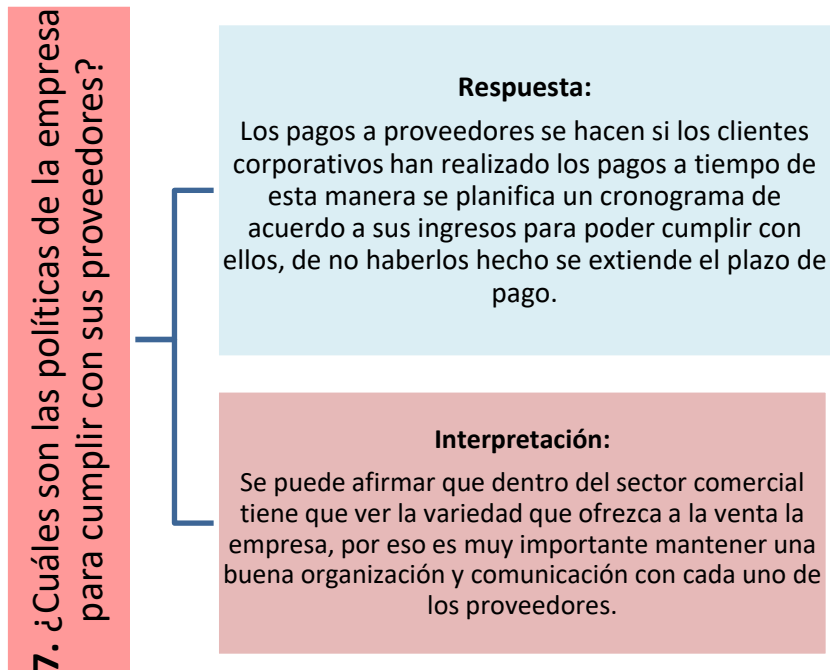 7. ¿Cuáles son las políticas de la empresa
para cumplir con sus proveedores?
Respuesta:
Los pagos a proveedores se hacen si los clientes
corporativos han realizado los pagos a tiempo de
esta manera se planifica un cronograma de
acuerdo a sus ingresos para poder cumplir con
ellos, de no haberlos hecho se extiende el plazo de
pago.
Interpretación:
Se puede afirmar que dentro del sector comercial
tiene que ver la variedad que ofrezca a la venta la
empresa, por eso es muy importante mantener una
buena organización y comunicación con cada uno de
los proveedores.